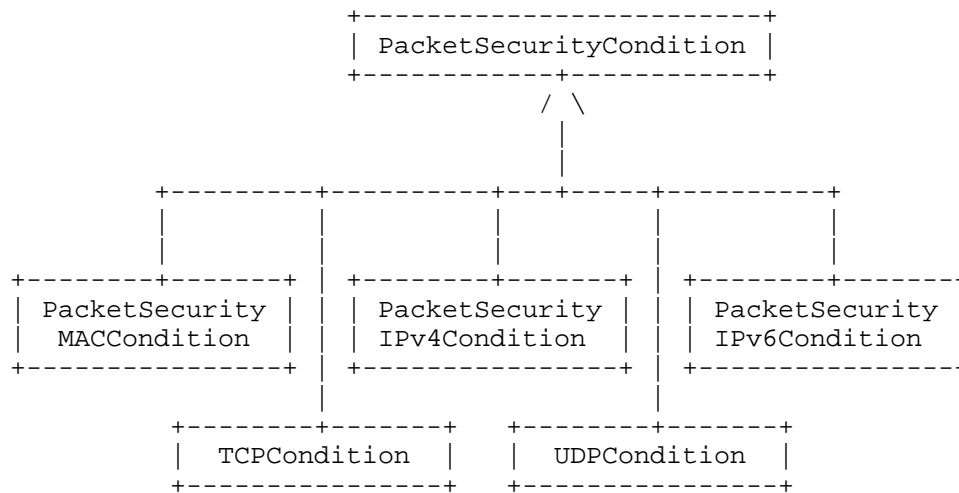 PacketSecurityCondition
PacketSecurity PacketSecurity PacketSecurity
MACCondition IPv4Condition IPv6Condition
TCPCondition UDPCondition